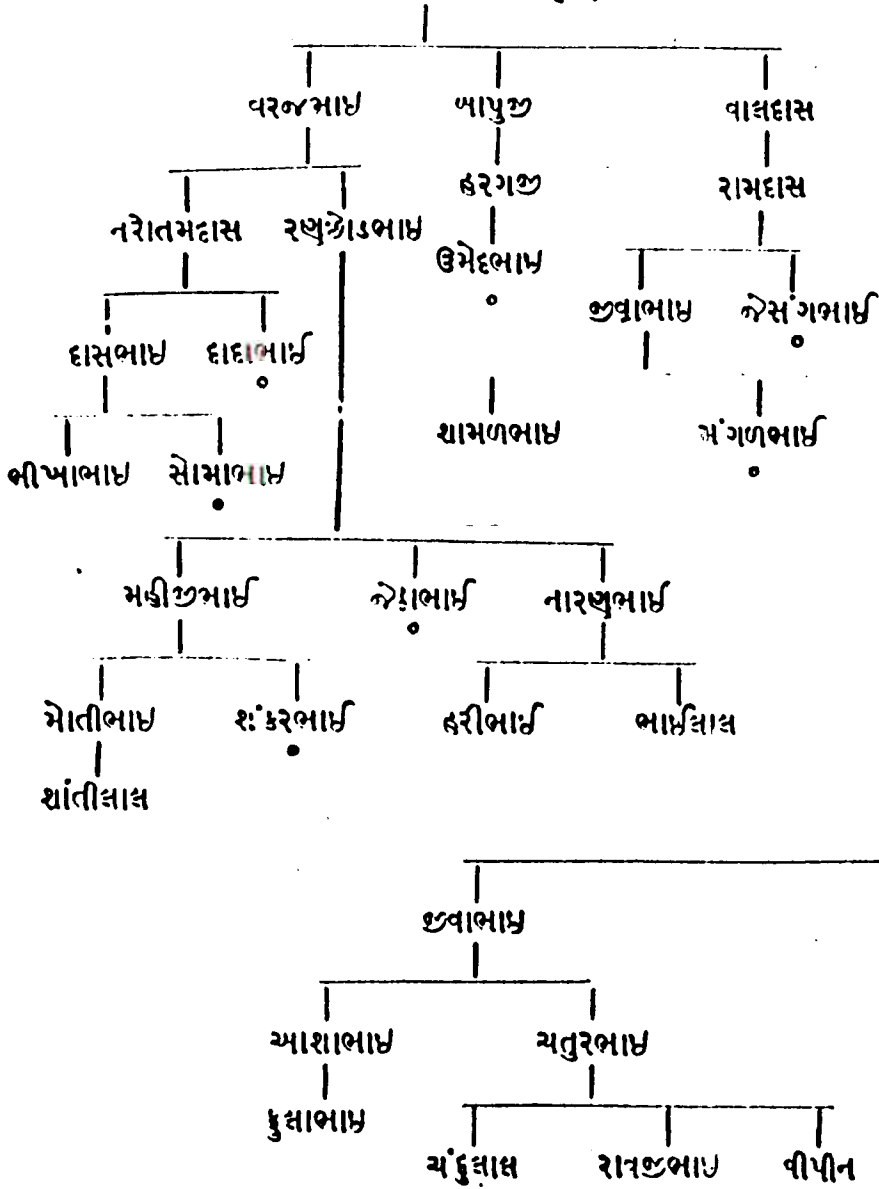 વરજભાઈ બાપુજી વાલદાસ
હરગજી રામદાસ
નરોતમદાસ રણછોડભાઈ
ઉમેદભાઈ
જીવાભાઈ જેસંગભાઈ
દાસભાઈ દાદાભાઈ
શામળભાઈ મંગળભાઈ
ભીખાભાઈ સોમાભાઈ
મહીજીભાઈ જેઠાભાઈ નારણભાઈ
મોતીભાઈ શંકરભાઈ હરીભાઈ ભાઈલાલ
શાંતીલાલ
જીવાભાઈ
આશાભાઈ ચતુરભાઈ
ફુલાભાઈ
ચંદુલાલ રાવજીભાઈ વીપીન